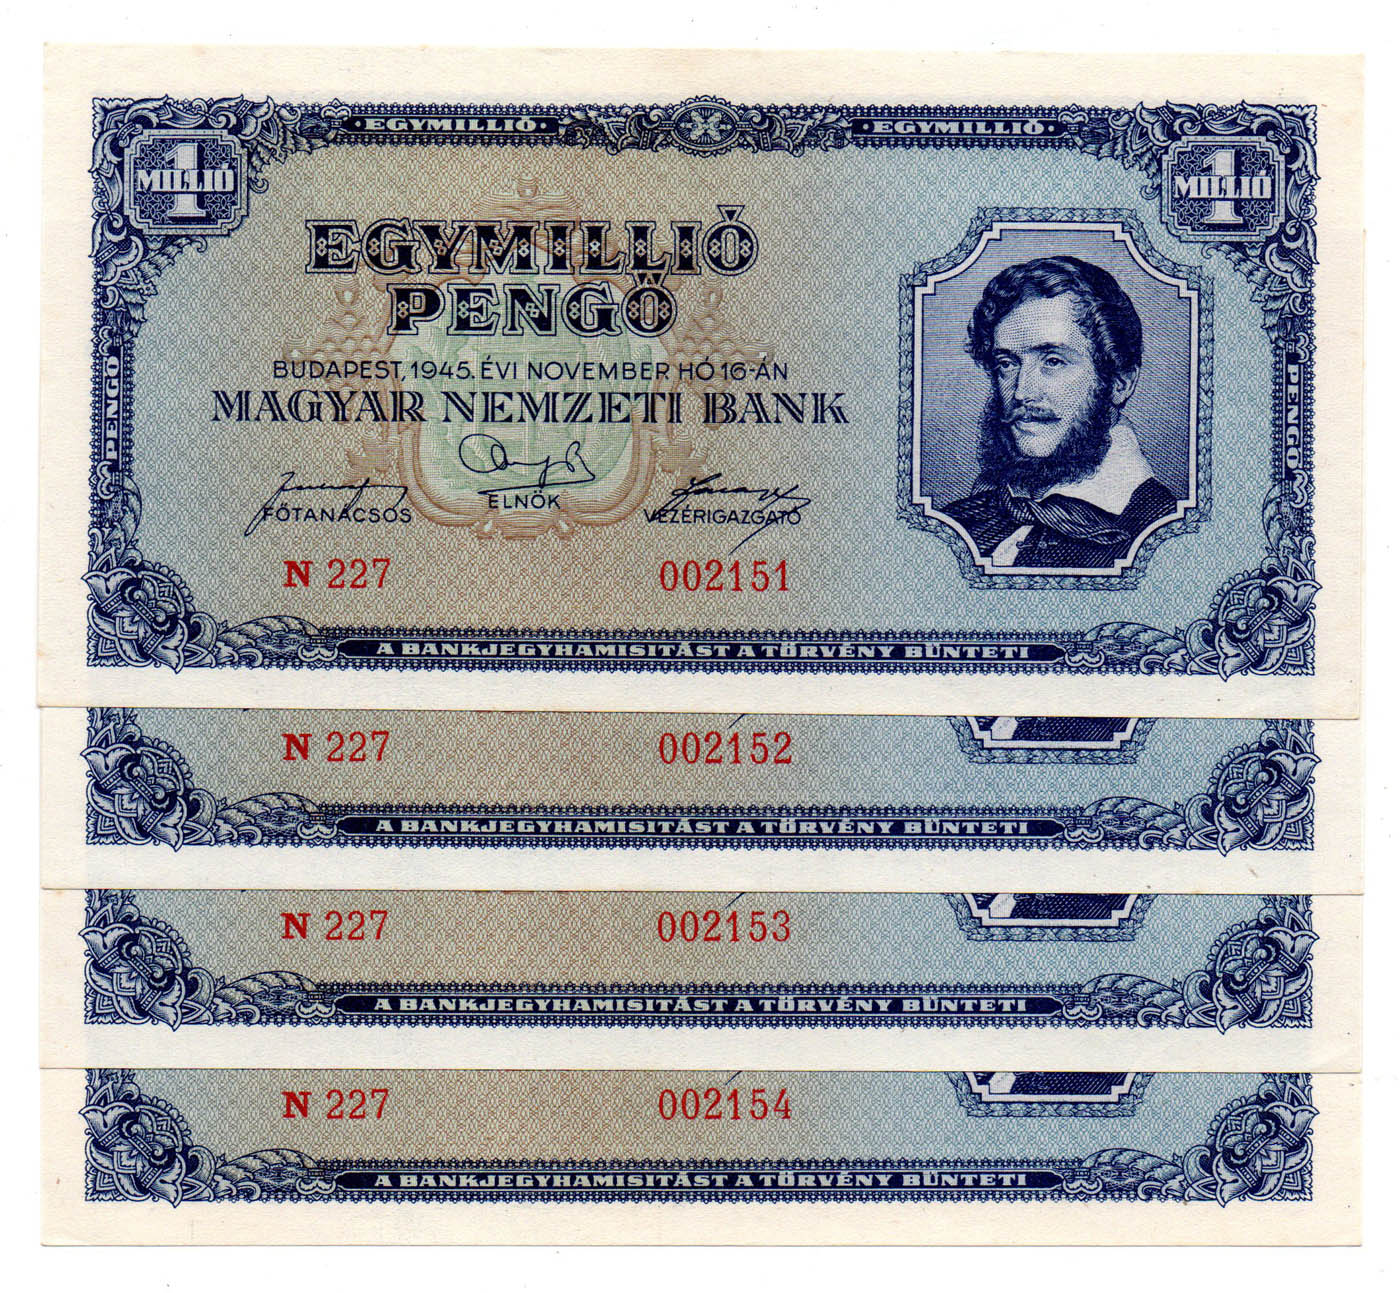 EGYMILLIÓ EGYMILLIÓ
1 MILLIÓ 1 MILLIÓ
EGYMILLIÓ
PENGŐ
PENGŐ PENGŐ
BUDAPEST, 1945. ÉVI NOVEMBER HÓ 16-ÁN
MAGYAR NEMZETI BANK
FŐTANÁCSOS ELNÖK VEZÉRIGAZGATÓ
N 227 002151
A BANKJEGYHAMISITÁST A TÖRVÉNY BÜNTETI
N 227 002152
A BANKJEGYHAMISITÁST A TÖRVÉNY BÜNTETI
N 227 002153
A BANKJEGYHAMISITÁST A TÖRVÉNY BÜNTETI
N 227 002154
A BANKJEGYHAMISITÁST A TÖRVÉNY BÜNTETI